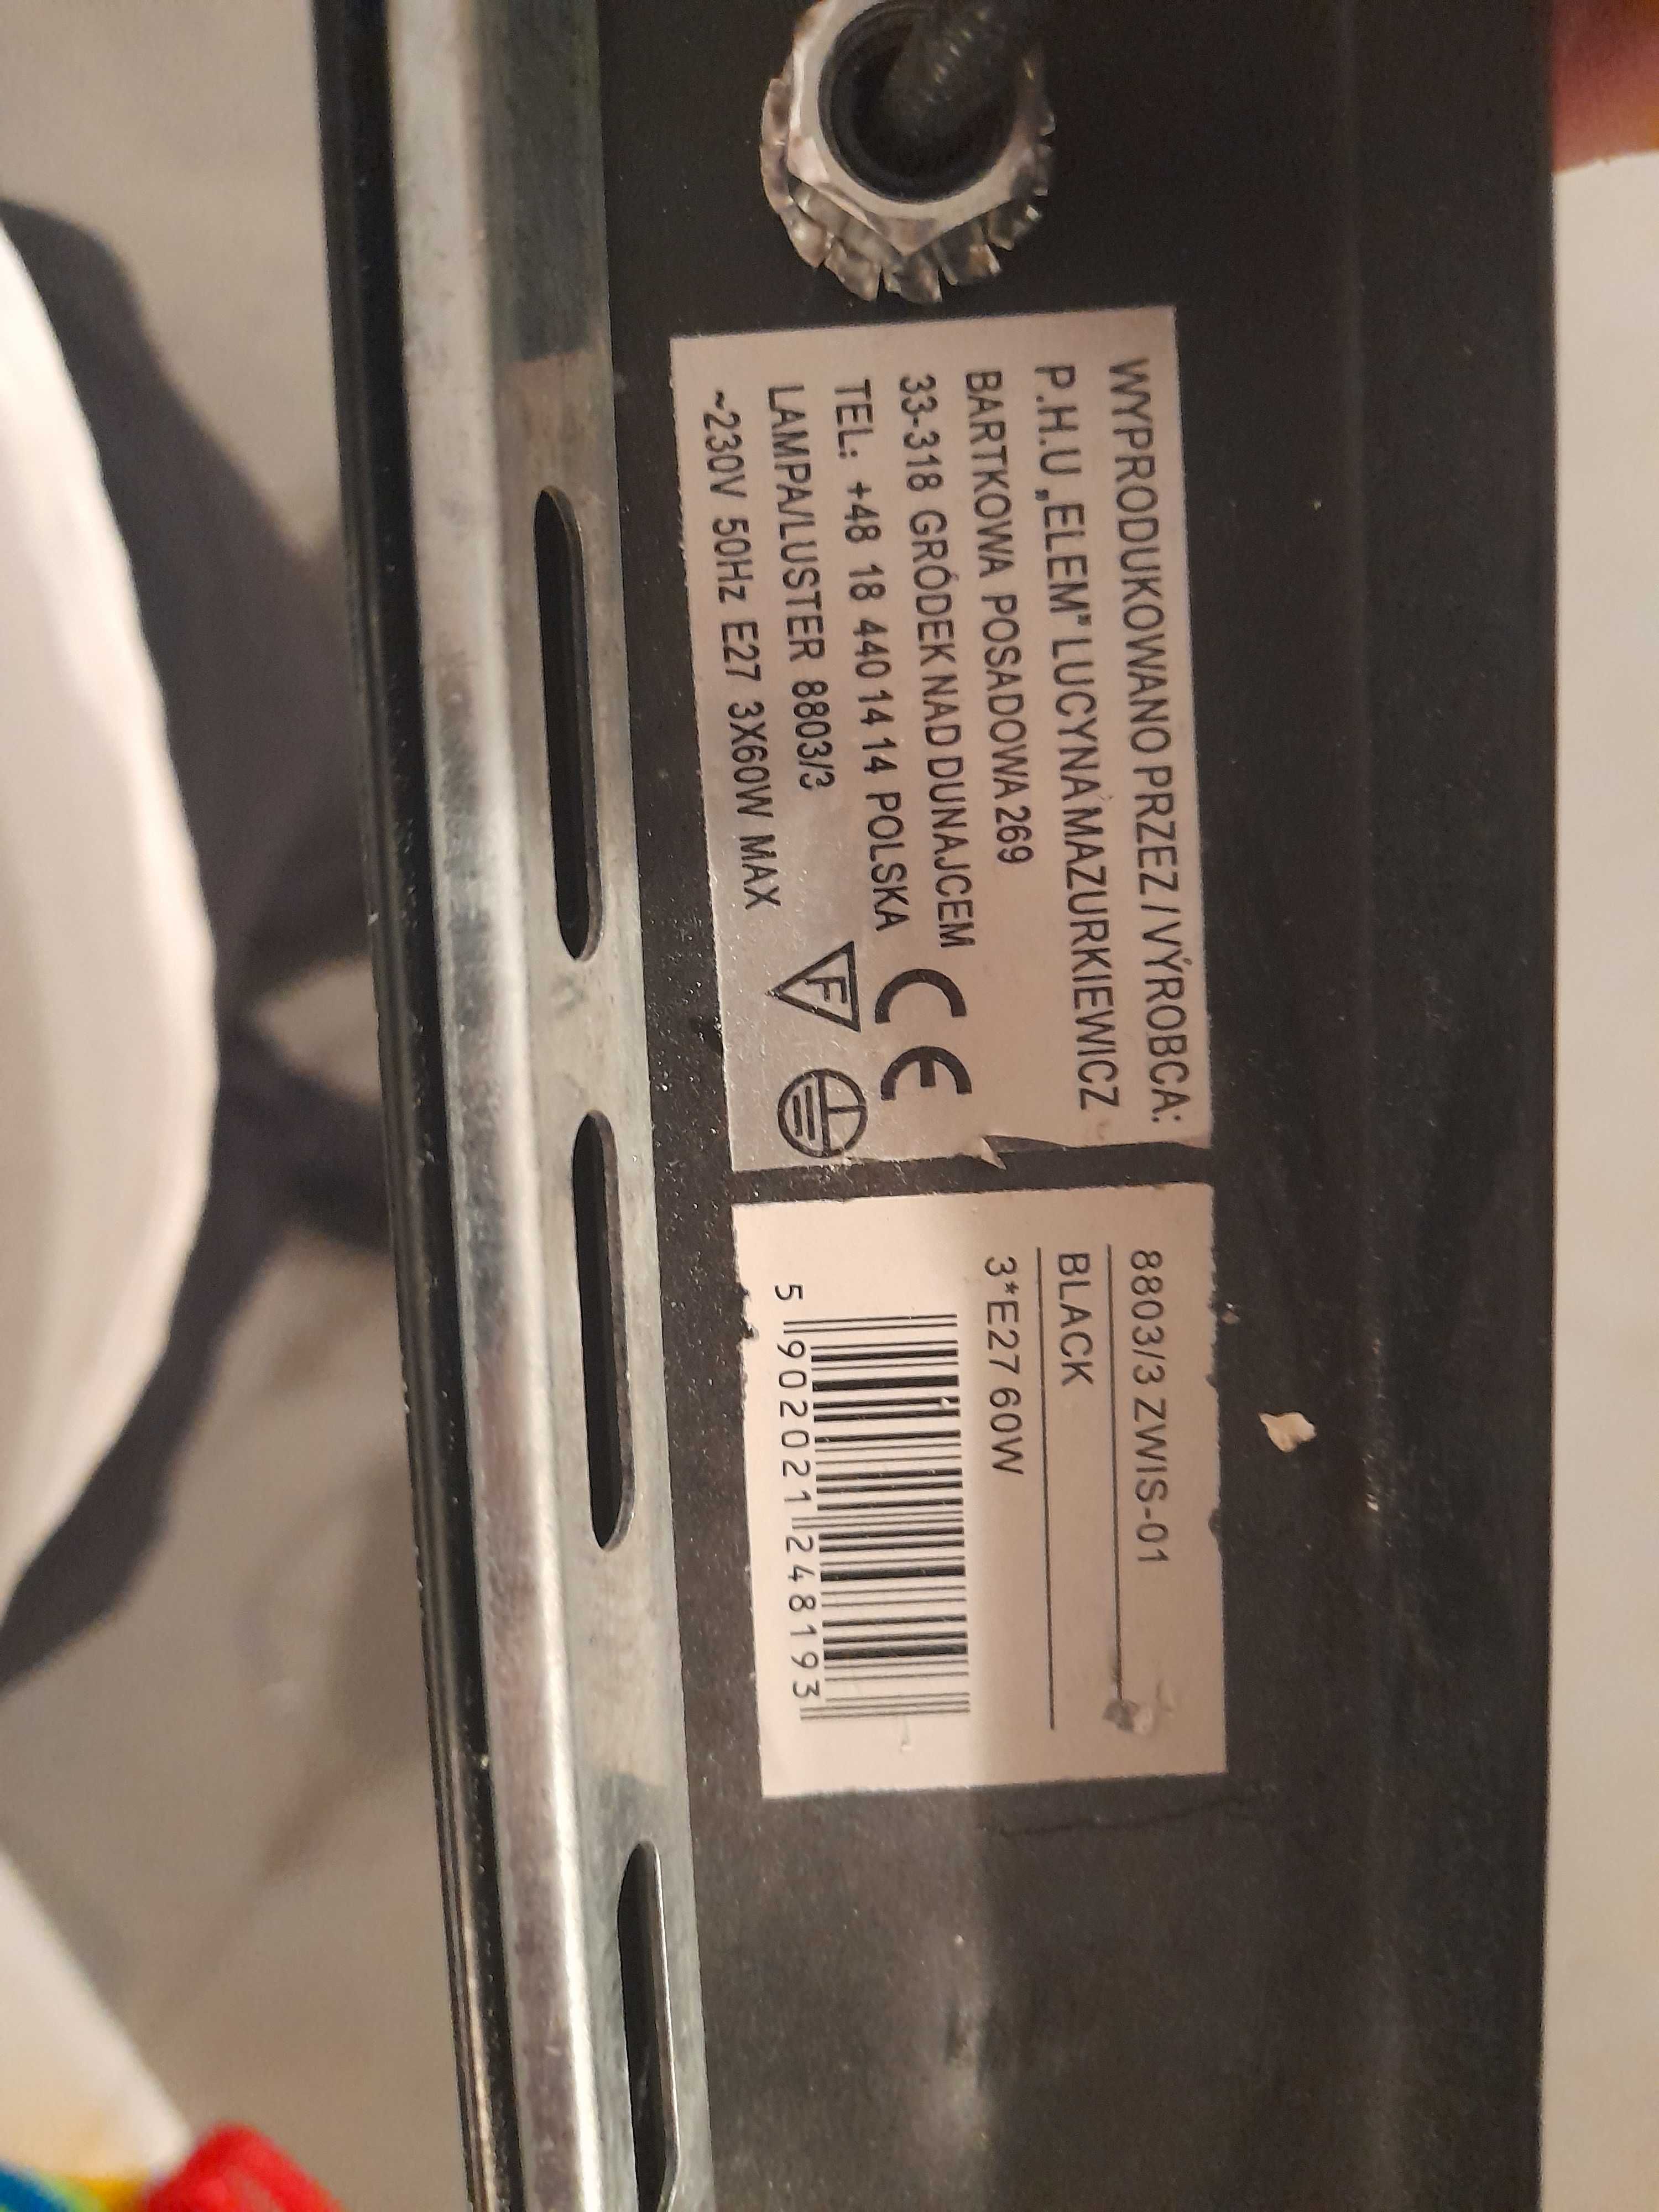 WYPRODUKOWANO PRZEZ / VÝROBCA:
P.H.U „ELEM" LUCYNA MAZURKIEWICZ
BARTKOWA POSADOWA 269
33-318 GRÓDEK NAD DUNAJCEM
TEL: +48 18 440 14 14 POLSKA
LAMPA/LUSTER 8803/3
~230V 50Hz E27 3X60W MAX
CE
F
8803/3 ZWIS-01
BLACK
3*E27 60W
5 902021 248193